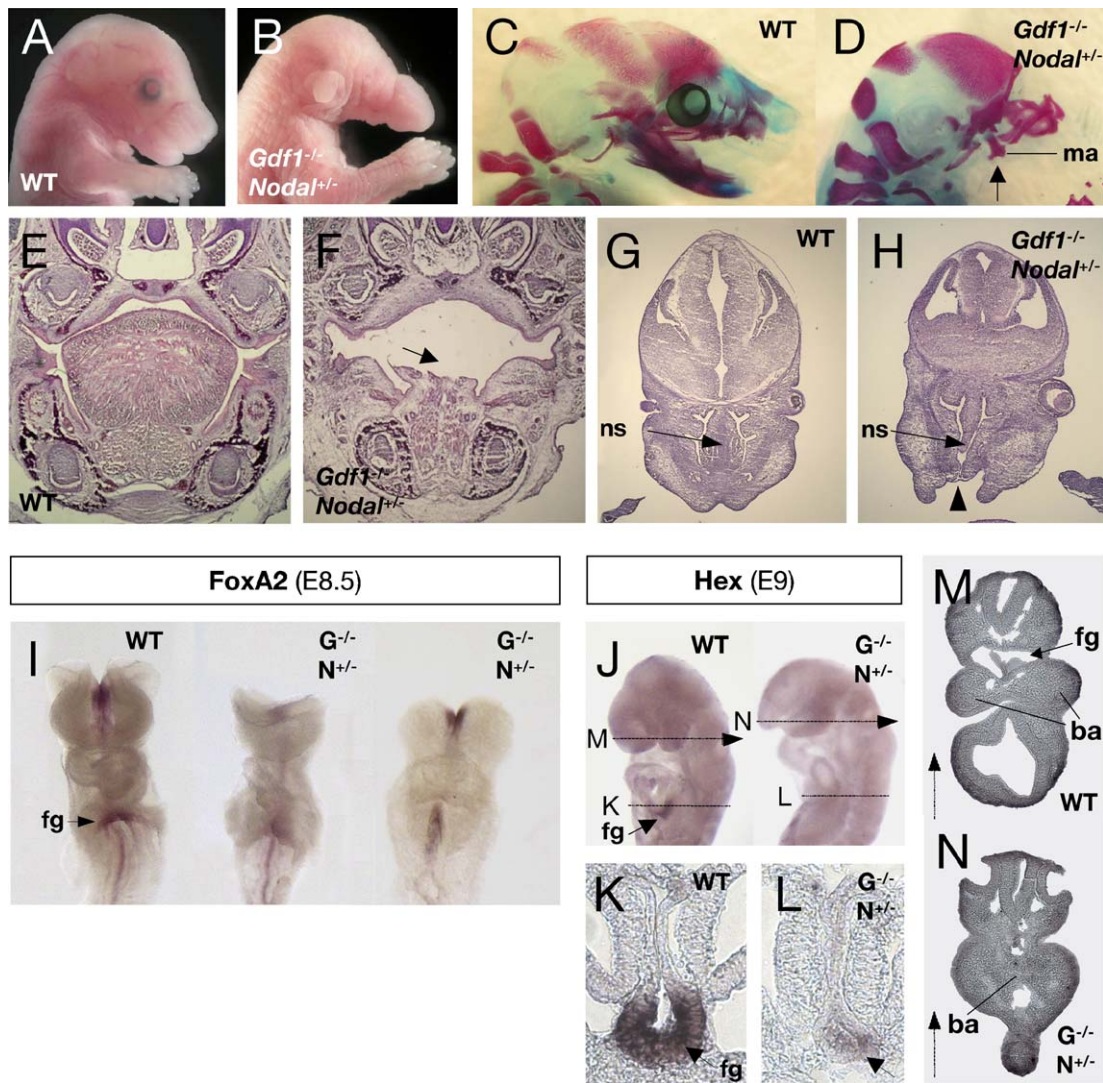 A
WT
B
Gdf1-/-
Nodal+/-
C
WT
D
Gdf1-/-
Nodal+/-
ma
E
WT
F
Gdf1-/-
Nodal+/-
G
WT
ns
H
Gdf1-/-
Nodal+/-
ns
FoxA2 (E8.5)
Hex (E9)
I
WT
fg
G-/-
N+/-
G-/-
N+/-
J
WT
M
K
fg
G-/-
N+/-
N
L
K
WT
fg
L
G-/-
N+/-
M
fg
ba
WT
N
ba
G-/-
N+/-